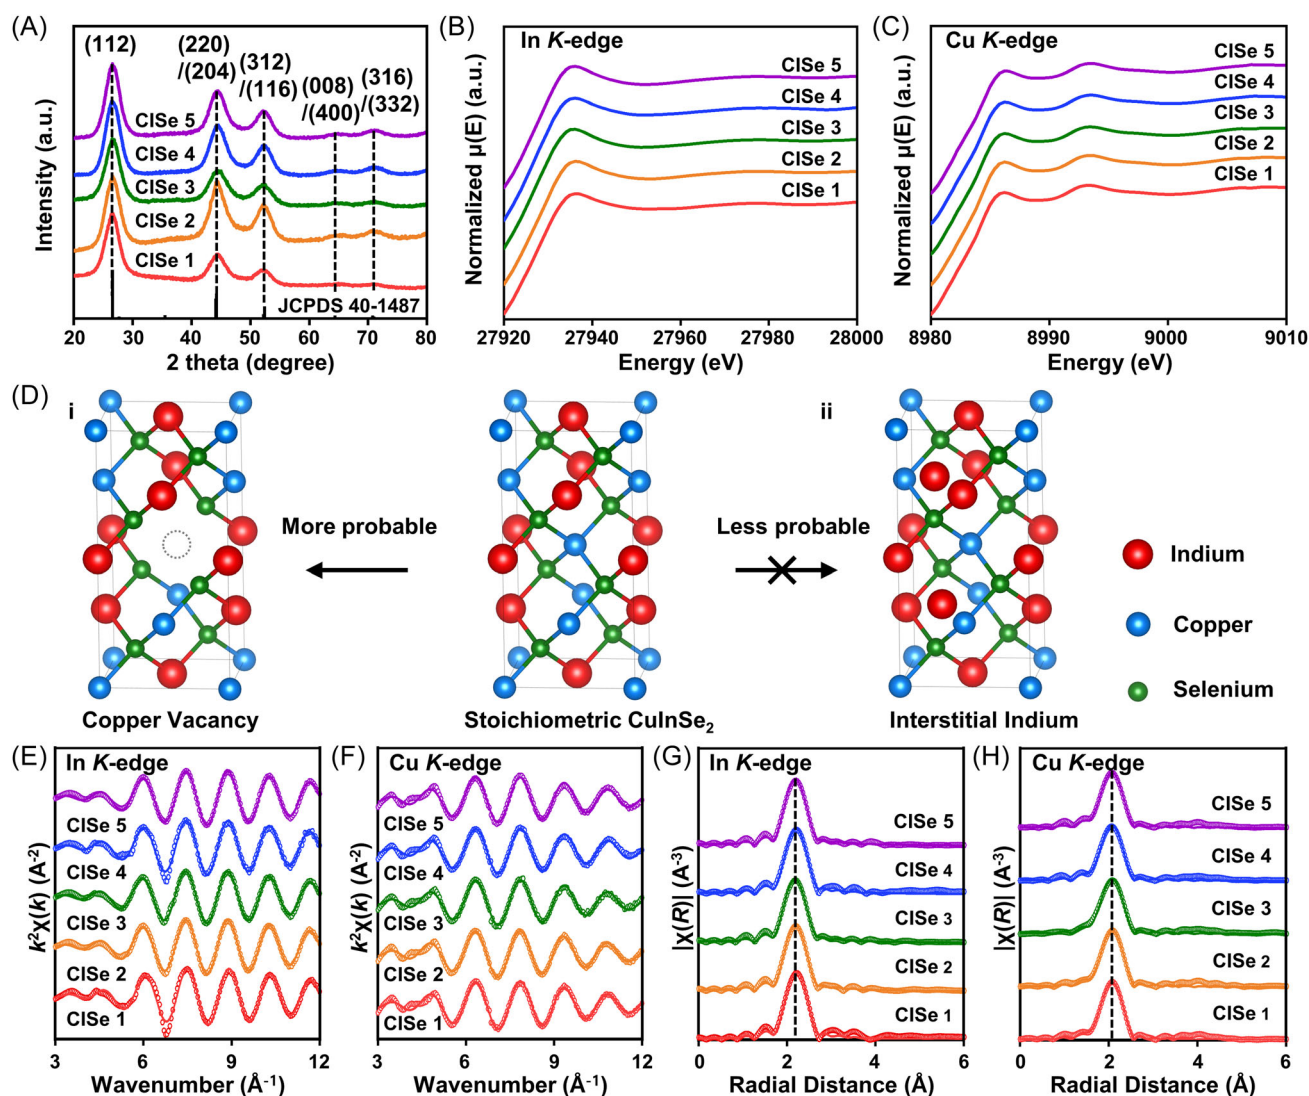 (A)
(112)
(220)
/(204)
(312)
/(116)
(008)
/(400)
(316)
/(332)
CISe 5
CISe 4
CISe 3
CISe 2
CISe 1
JCPDS 40-1487
Intensity (a.u.)
20 30 40 50 60 70 80
2 theta (degree)
(B)
In K-edge
CISe 5
CISe 4
CISe 3
CISe 2
CISe 1
Normalized μ(E) (a.u.)
27920 27940 27960 27980 28000
Energy (eV)
(C)
Cu K-edge
CISe 5
CISe 4
CISe 3
CISe 2
CISe 1
Normalized μ(E) (a.u.)
8980 8990 9000 9010
Energy (eV)
(D)
i
More probable
Less probable
ii
Indium
Copper
Selenium
Copper Vacancy
Stoichiometric CuInSe₂
Interstitial Indium
(E)
In K-edge
CISe 5
CISe 4
CISe 3
CISe 2
CISe 1
k²χ(k) (A⁻²)
3 6 9 12
Wavenumber (Å⁻¹)
(F)
Cu K-edge
CISe 5
CISe 4
CISe 3
CISe 2
CISe 1
k²χ(k) (A⁻²)
3 6 9 12
Wavenumber (Å⁻¹)
(G)
In K-edge
CISe 5
CISe 4
CISe 3
CISe 2
CISe 1
|χ(R)| (A⁻³)
0 2 4 6
Radial Distance (Å)
(H)
Cu K-edge
CISe 5
CISe 4
CISe 3
CISe 2
CISe 1
|χ(R)| (A⁻³)
0 2 4 6
Radial Distance (Å)